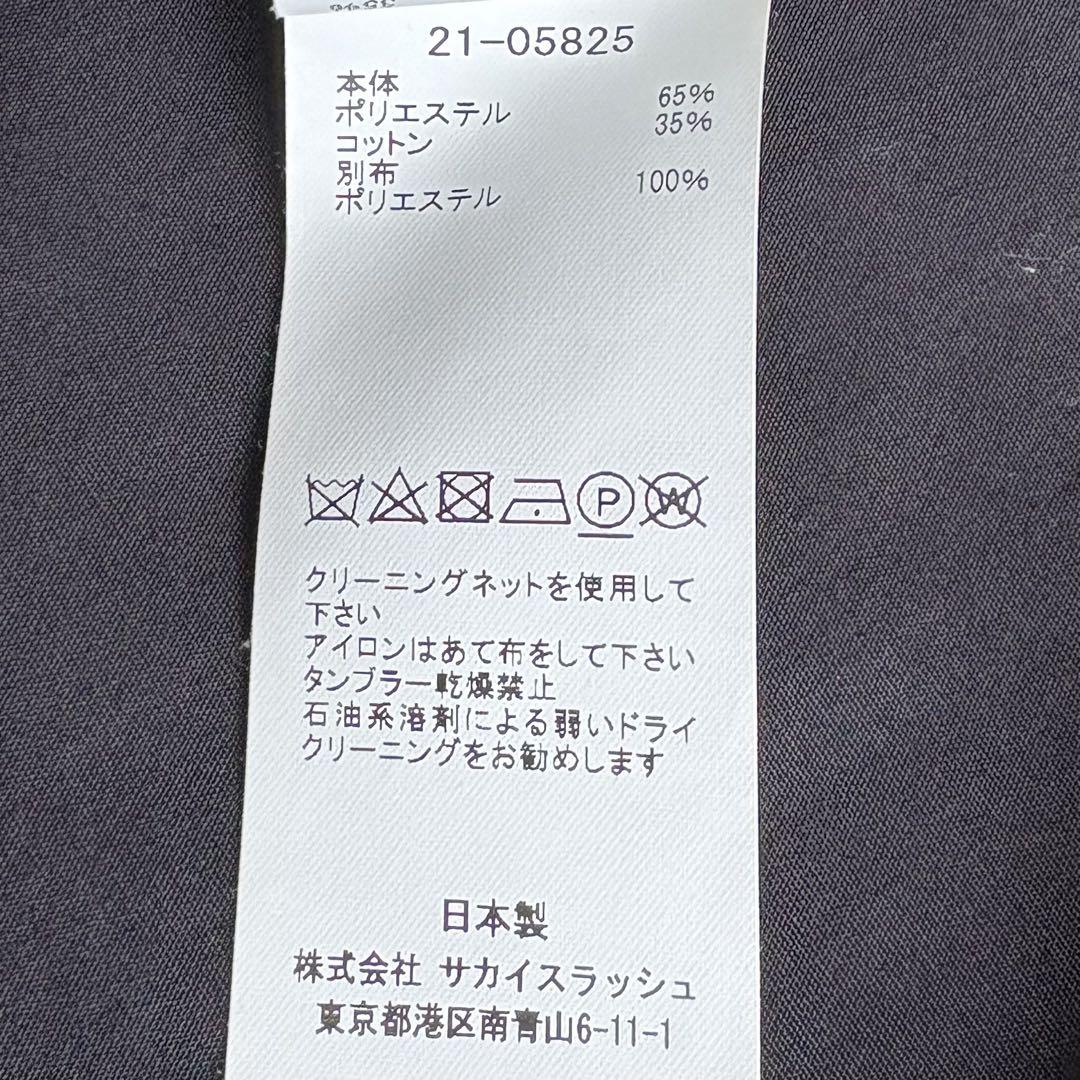 21-05825
本体
ポリエステル 65%
コットン 35%
別布
ポリエステル 100%
P W
クリーニングネットを使用して
下さい
アイロンはあて布をして下さい
タンブラー乾燥禁止
石油系溶剤による弱いドライ
クリーニングをお勧めします
日本製
株式会社 サカイスラッシュ
東京都港区南青山6-11-1